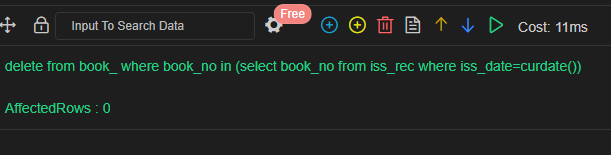 Free
Input To Search Data Cost: 11ms
delete from book_ where book_no in (select book_no from iss_rec where iss_date=curdate())
AffectedRows : 0